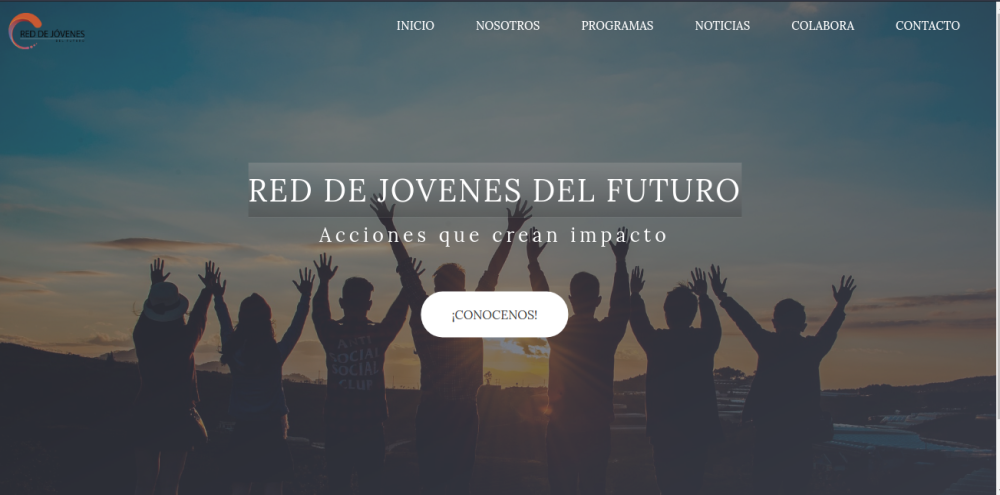 RED DE JÓVENES
INICIO NOSOTROS PROGRAMAS NOTICIAS COLABORA CONTACTO
RED DE JOVENES DEL FUTURO
Acciones que crean impacto
¡CONOCENOS!
ANTI
SOCIAL
SOCIAL
CLUB